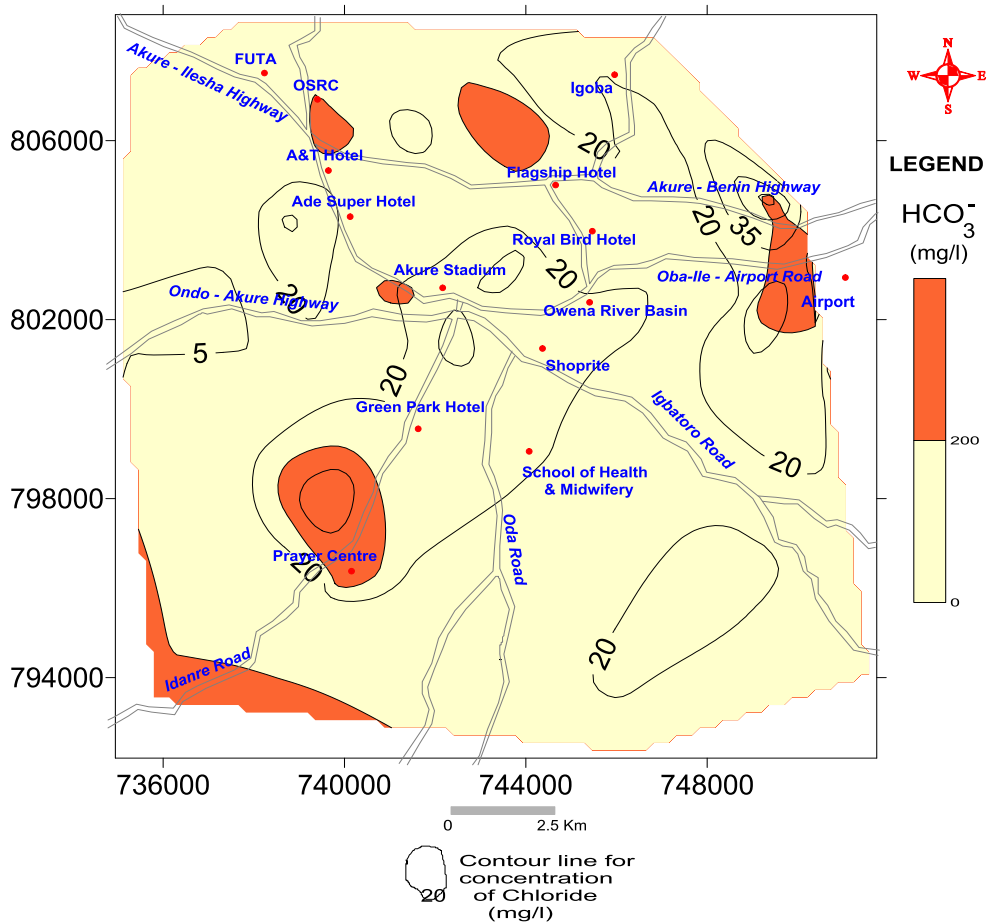 N
W
E
S
FUTA
Akure - Ilesha Highway
OSRC
Igoba
20
806000
A&T Hotel
Flagship Hotel
Akure - Benin Highway
Ade Super Hotel
20
35
Royal Bird Hotel
Akure Stadium
20
Oba-Ile - Airport Road
Airport
Ondo - Akure Highway
20
Owena River Basin
802000
5
Shoprite
20
Green Park Hotel
Igbatoro Road
20
School of Health
& Midwifery
798000
Oda Road
Prayer Centre
20
20
Idanre Road
794000
736000
740000
744000
748000
LEGEND
HCO₃⁻
(mg/l)
200
0
0
2.5 Km
20
Contour line for
concentration
of Chloride
(mg/l)